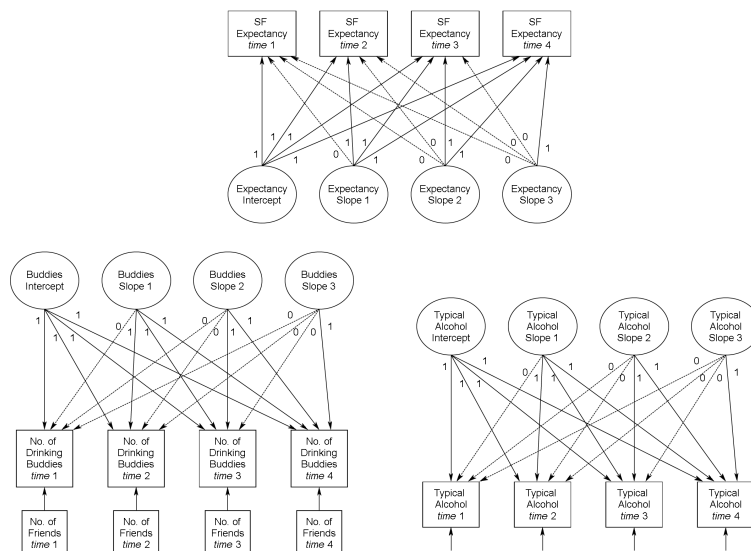 SF
Expectancy
time 1
SF
Expectancy
time 2
SF
Expectancy
time 3
SF
Expectancy
time 4
1
1
1
1
0
1
1
1
0
0
1
1
0
0
0
1
Expectancy
Intercept
Expectancy
Slope 1
Expectancy
Slope 2
Expectancy
Slope 3
Buddies
Intercept
Buddies
Slope 1
Buddies
Slope 2
Buddies
Slope 3
1
1
1
1
0
1
1
1
0
0
1
1
0
0
0
1
No. of
Drinking
Buddies
time 1
No. of
Drinking
Buddies
time 2
No. of
Drinking
Buddies
time 3
No. of
Drinking
Buddies
time 4
No. of
Friends
time 1
No. of
Friends
time 2
No. of
Friends
time 3
No. of
Friends
time 4
Typical
Alcohol
Intercept
Typical
Alcohol
Slope 1
Typical
Alcohol
Slope 2
Typical
Alcohol
Slope 3
1
1
1
1
0
1
1
1
0
0
1
1
0
0
0
1
Typical
Alcohol
time 1
Typical
Alcohol
time 2
Typical
Alcohol
time 3
Typical
Alcohol
time 4